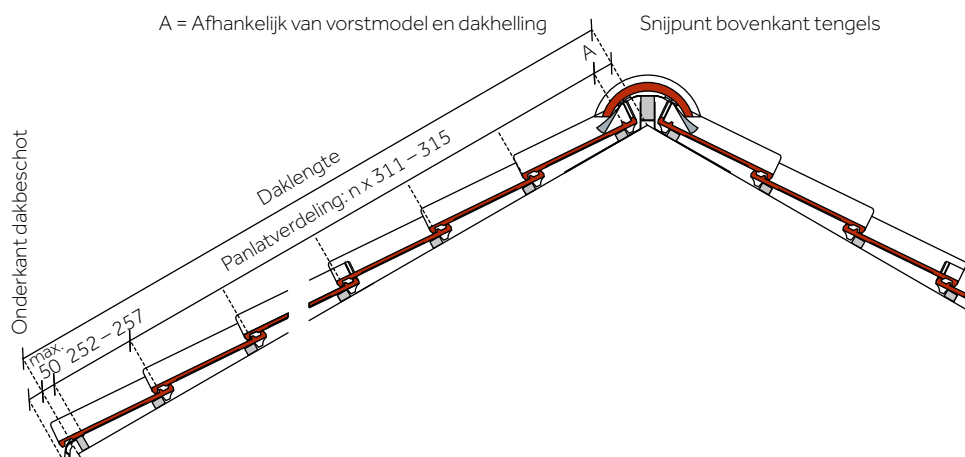 A = Afhankelijk van vorstmodel en dakhelling
Snijpunt bovenkant tengels
A
Daklengte
Panlatverdeling: n x 311 – 315
Onderkant dakbeschot
max.
50
252 – 257